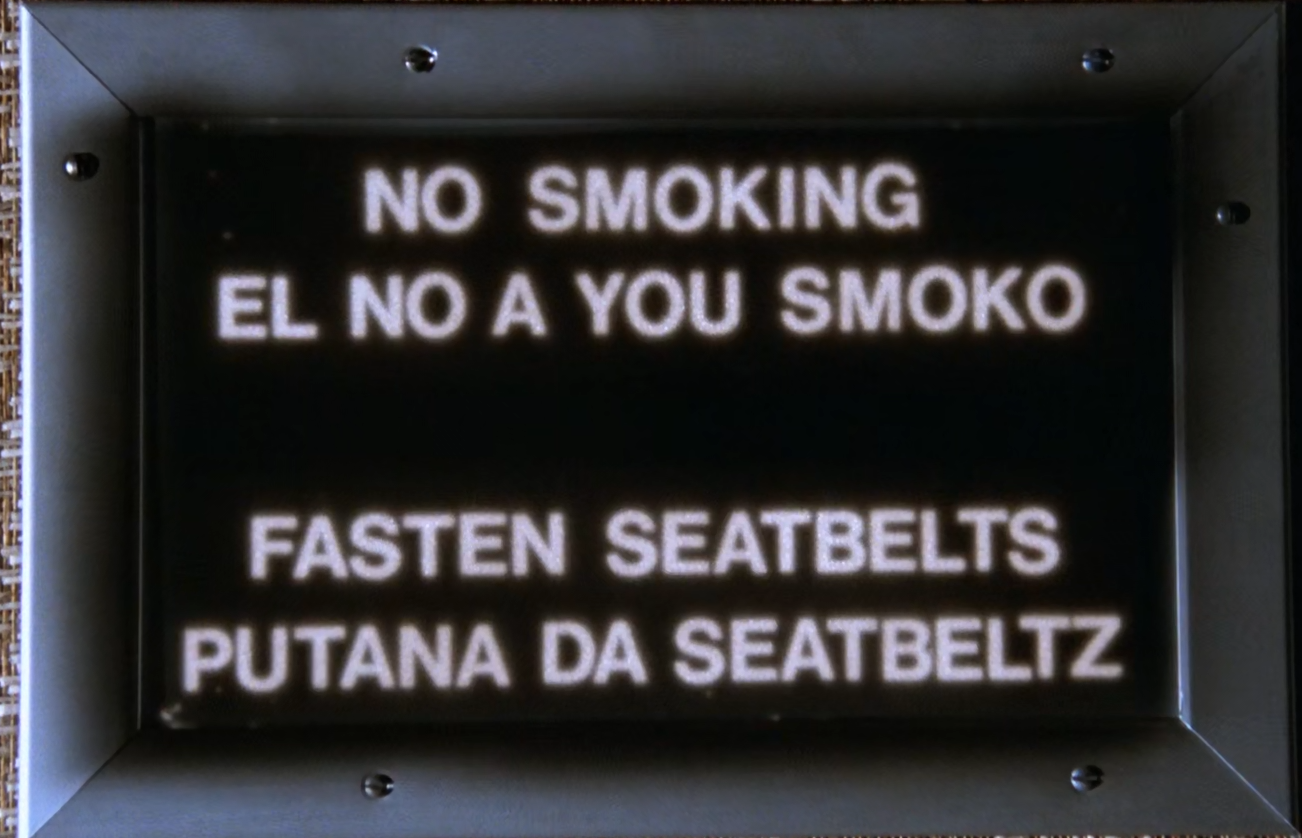 NO SMOKING
EL NO A YOU SMOKO
FASTEN SEATBELTS
PUTANA DA SEATBELTZ